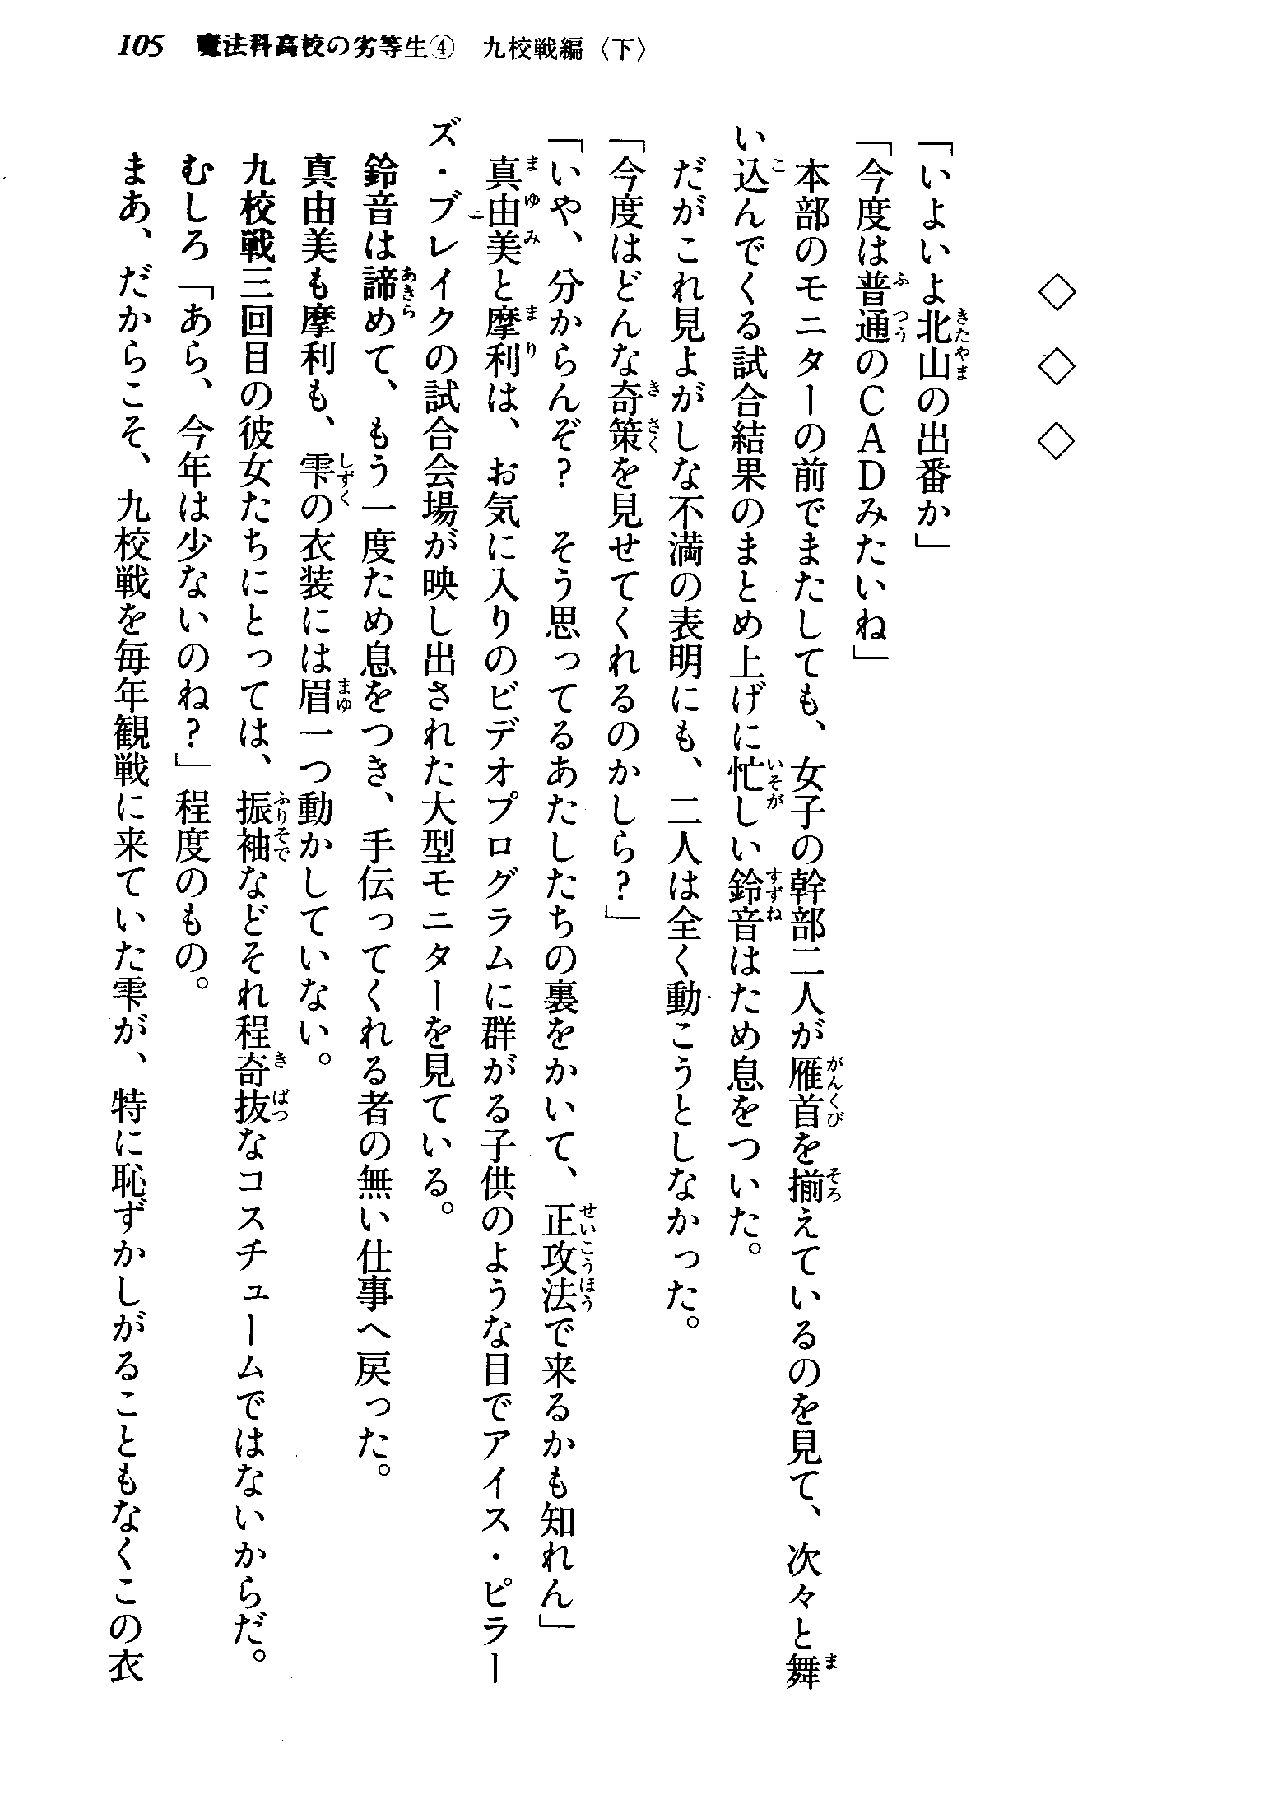 105 魔法科高校の劣等生④ 九校戦編〈下〉
◇ ◇ ◇
「いよいよ北山の出番か」
「今度は普通のＣＡＤみたいね」
本部のモニターの前でまたしても、女子の幹部二人が雁首を揃えているのを見て、次々と舞
い込んでくる試合結果のまとめ上げに忙しい鈴音はため息をついた。
だがこれ見よがしな不満の表明にも、二人は全く動こうとしなかった。
「今度はどんな奇策を見せてくれるのかしら？」
「いや、分からんぞ？　そう思ってるあたしたちの裏をかいて、正攻法で来るかも知れん」
真由美と摩利は、お気に入りのビデオプログラムに群がる子供のような目でアイス・ピラー
ズ・ブレイクの試合会場が映し出された大型モニターを見ている。
鈴音は諦めて、もう一度ため息をつき、手伝ってくれる者の無い仕事へ戻った。
真由美も摩利も、雫の衣装には眉一つ動かしていない。
九校戦三回目の彼女たちにとっては、振袖などそれ程奇抜なコスチュームではないからだ。
むしろ「あら、今年は少ないのね？」程度のもの。
まあ、だからこそ、九校戦を毎年観戦に来ていた雫が、特に恥ずかしがることもなくこの衣